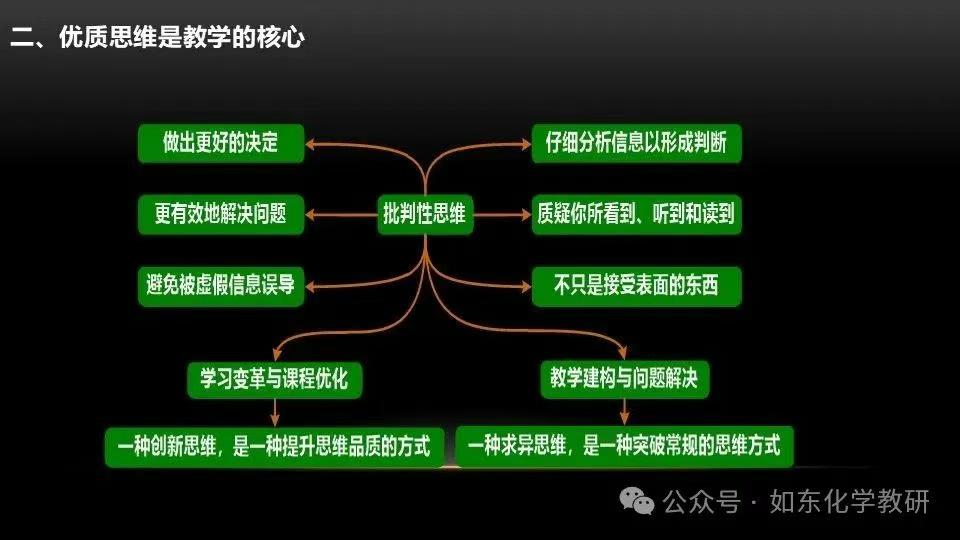 二、优质思维是教学的核心
做出更好的决定
仔细分析信息以形成判断
更有效地解决问题
批判性思维
质疑你所看到、听到和读到
避免被虚假信息误导
不只是接受表面的东西
学习变革与课程优化
教学建构与问题解决
一种创新思维，是一种提升思维品质的方式
一种求异思维，是一种突破常规的思维方式
公众号·如东化学教研